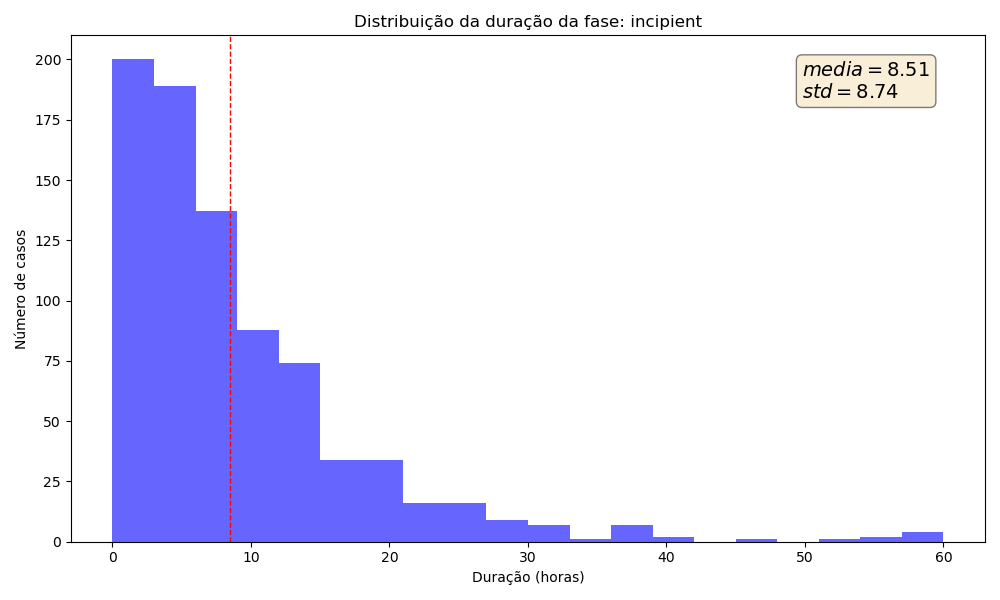 Distribuição da duração da fase: incipient
media = 8.51
std = 8.74
Número de casos
200
175
150
125
100
75
50
25
0
0 10 20 30 40 50 60
Duração (horas)